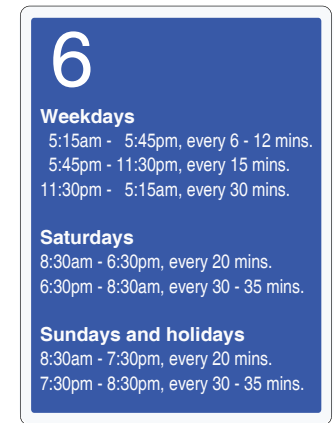 6
Weekdays
5:15am - 5:45pm, every 6 - 12 mins.
5:45pm - 11:30pm, every 15 mins.
11:30pm - 5:15am, every 30 mins.
Saturdays
8:30am - 6:30pm, every 20 mins.
6:30pm - 8:30am, every 30 - 35 mins.
Sundays and holidays
8:30am - 7:30pm, every 20 mins.
7:30pm - 8:30pm, every 30 - 35 mins.